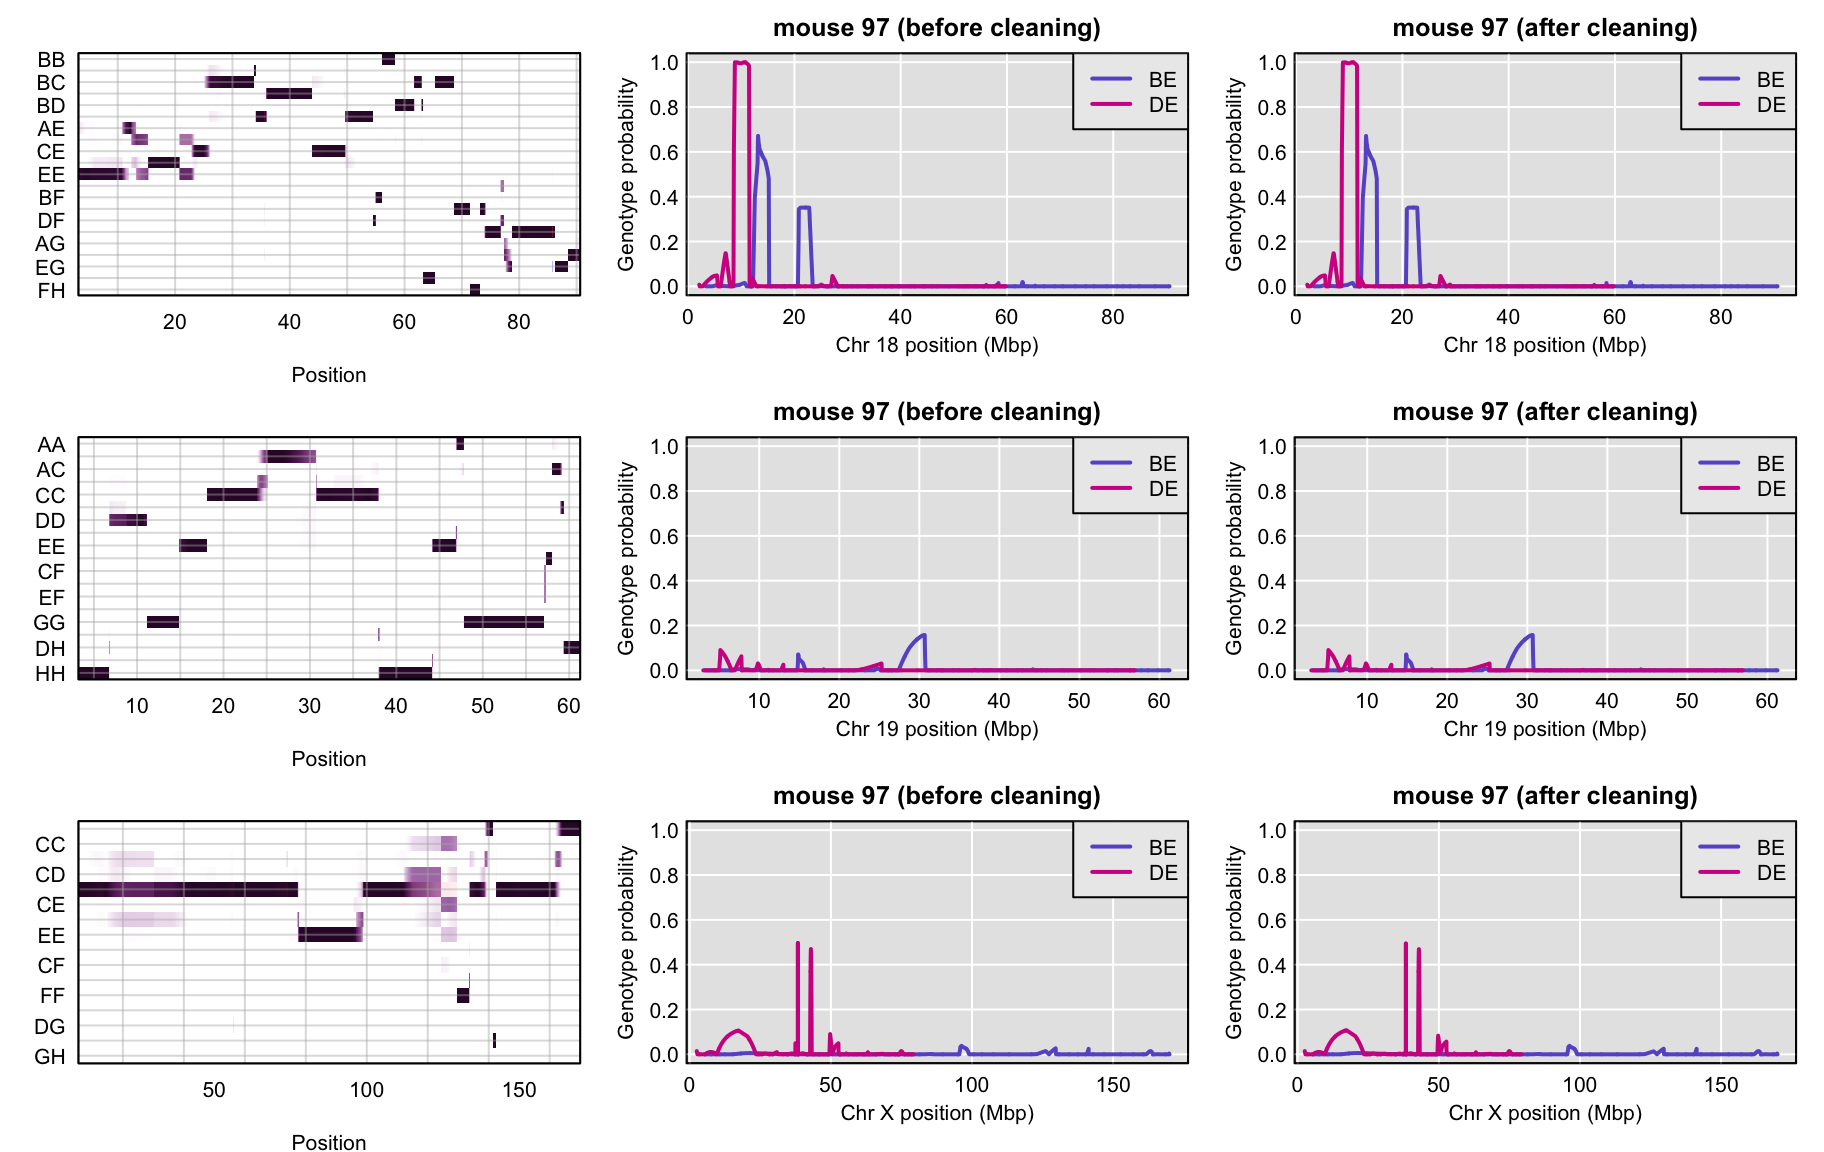 BB
BC
BD
AE
CE
EE
BF
DF
AG
EG
FH
20 40 60 80
Position
mouse 97 (before cleaning)
Genotype probability
1.0
0.8
0.6
0.4
0.2
0.0
BE
DE
0 20 40 60 80
Chr 18 position (Mbp)
mouse 97 (after cleaning)
Genotype probability
1.0
0.8
0.6
0.4
0.2
0.0
BE
DE
0 20 40 60 80
Chr 18 position (Mbp)
AA
AC
CC
DD
EE
CF
EF
GG
DH
HH
10 20 30 40 50 60
Position
mouse 97 (before cleaning)
Genotype probability
1.0
0.8
0.6
0.4
0.2
0.0
BE
DE
10 20 30 40 50 60
Chr 19 position (Mbp)
mouse 97 (after cleaning)
Genotype probability
1.0
0.8
0.6
0.4
0.2
0.0
BE
DE
10 20 30 40 50 60
Chr 19 position (Mbp)
CC
CD
CE
EE
CF
FF
DG
GH
50 100 150
Position
mouse 97 (before cleaning)
Genotype probability
1.0
0.8
0.6
0.4
0.2
0.0
BE
DE
0 50 100 150
Chr X position (Mbp)
mouse 97 (after cleaning)
Genotype probability
1.0
0.8
0.6
0.4
0.2
0.0
BE
DE
0 50 100 150
Chr X position (Mbp)